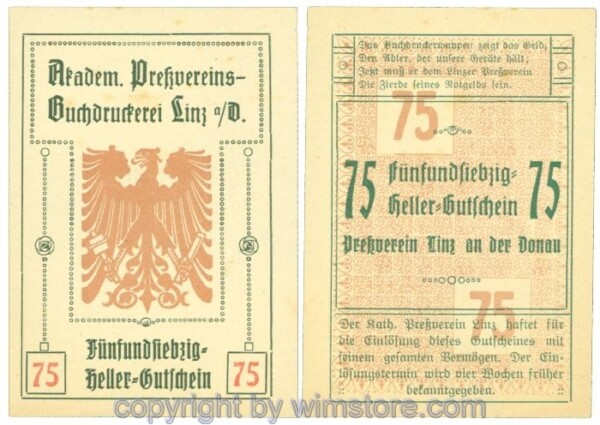 Akadem. Preßvereins-
Buchdruckerei Linz a/D.
Fünfundsiebzig-
Heller-Gutschein
75
75
Das Buchdruckerwappen zeigt das Feld,
Den Adler, der unsere Geräte hält;
Jetzt muß er dem Linzer Preßverein
Die Zierde seines Notgelds sein.
75
75
Fünfundsiebzig-
Heller-Gutschein
75
Preßverein Linz an der Donau
75
Der Kath. Preßverein Linz haftet für
die Einlösung dieses Gutscheines mit
seinem gesamten Vermögen. Der Ein-
lösungstermin wird vier Wochen früher
bekanntgegeben.
copyright by wimstore.com